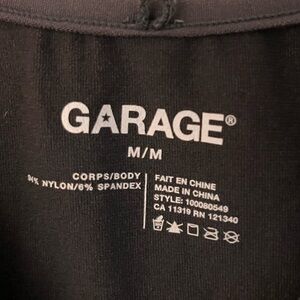 GARAGE®
M/M
CORPS/BODY
94% NYLON/6% SPANDEX
FAIT EN CHINE
MADE IN CHINA
STYLE: 100080549
CA 11319 RN 121340